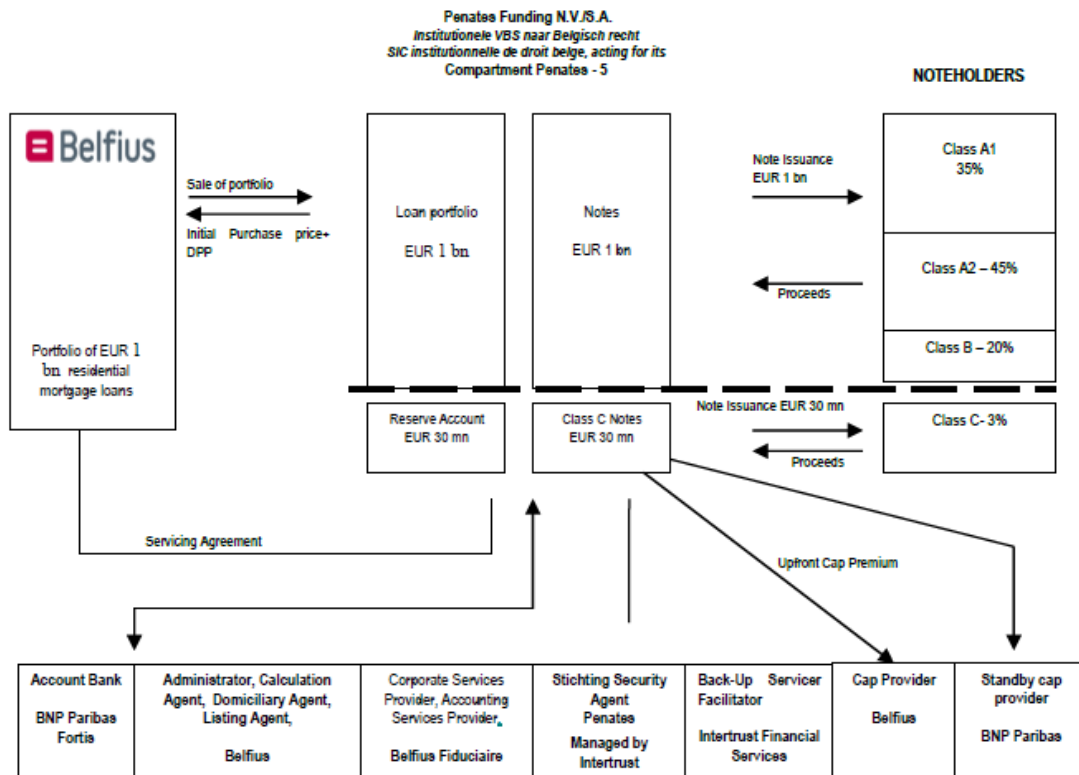 Penates Funding N.V./S.A.
Institutionele VBS naar Belgisch recht
SIC institutionnelle de droit belge, acting for its
Compartment Penates - 5
NOTEHOLDERS
Belfius
Portfolio of EUR 1
bn residential
mortgage loans
Sale of portfolio
Initial Purchase price+
DPP
Loan portfolio
EUR 1 bn
Notes
EUR 1 bn
Note Issuance
EUR 1 bn
Proceeds
Class A1
35%
Class A2 – 45%
Class B – 20%
Reserve Account
EUR 30 mn
Class C Notes
EUR 30 mn
Note Issuance EUR 30 mn
Proceeds
Class C- 3%
Servicing Agreement
Upfront Cap Premium
Account Bank
BNP Paribas
Fortis
Administrator, Calculation
Agent, Domiciliary Agent,
Listing Agent,
Belfius
Corporate Services
Provider, Accounting
Services Provider,
Belfius Fiduciaire
Stichting Security
Agent
Penates
Managed by
Intertrust
Back-Up Servicer
Facilitator
Intertrust Financial
Services
Cap Provider
Belfius
Standby cap
provider
BNP Paribas